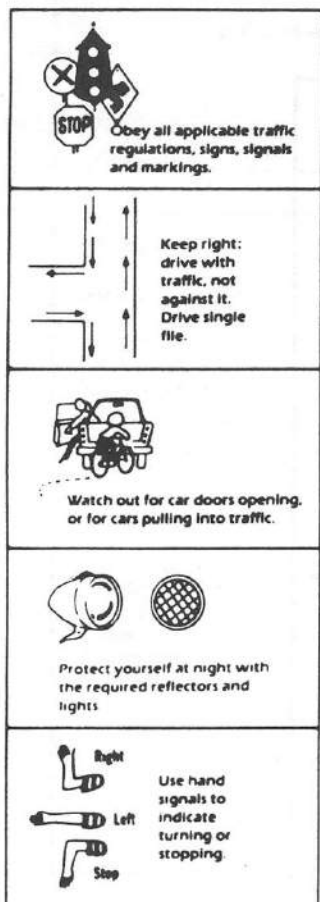 STOP
Obey all applicable traffic
regulations, signs, signals
and markings.
Keep right:
drive with
traffic, not
against it.
Drive single
file.
Watch out for car doors opening,
or for cars pulling into traffic.
Protect yourself at night with
the required reflectors and
lights
Right
Left
Stop
Use hand
signals to
indicate
turning or
stopping.